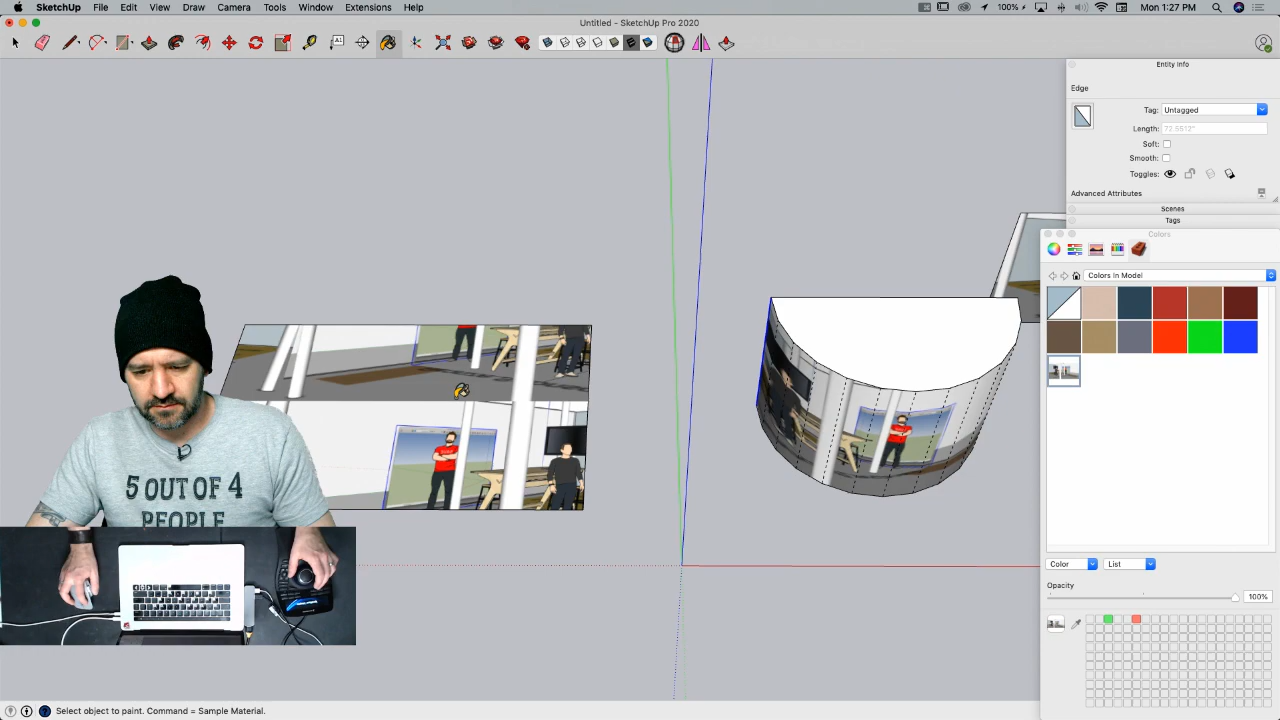 SketchUp File Edit View Draw Camera Tools Window Extensions Help 100% Mon 1:27 PM
Untitled - SketchUp Pro 2020
Entity Info
Edge
Tag: Untagged
Length: 72.5512"
Soft:
Smooth:
Toggles:
Advanced Attributes
Scenes
Tags
Colors
Colors In Model
5 OUT OF 4
PEOPLE
Color List
Opacity
100%
Select object to paint. Command = Sample Material.